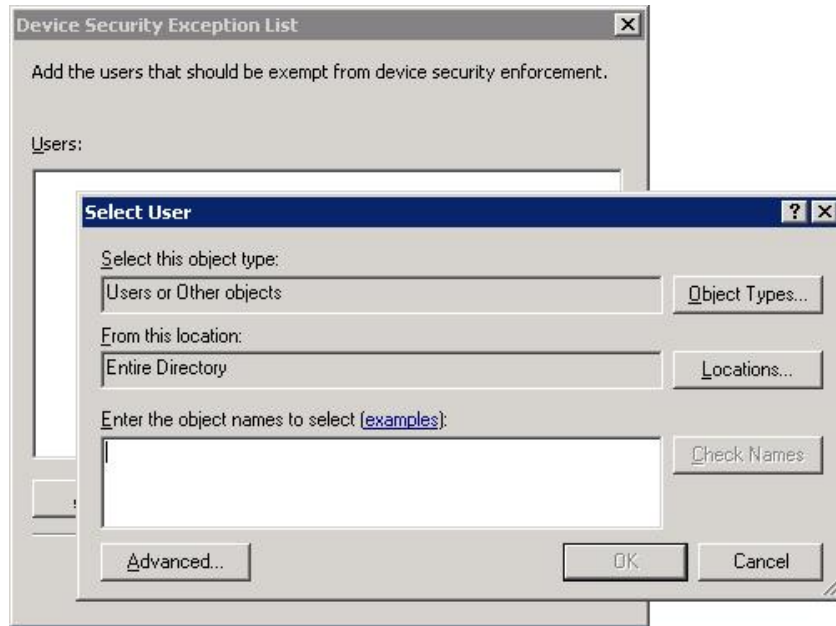 Device Security Exception List
Add the users that should be exempt from device security enforcement.
Users:
Select User
Select this object type:
Users or Other objects
Object Types...
From this location:
Entire Directory
Locations...
Enter the object names to select (examples):
Check Names
Advanced...
OK
Cancel